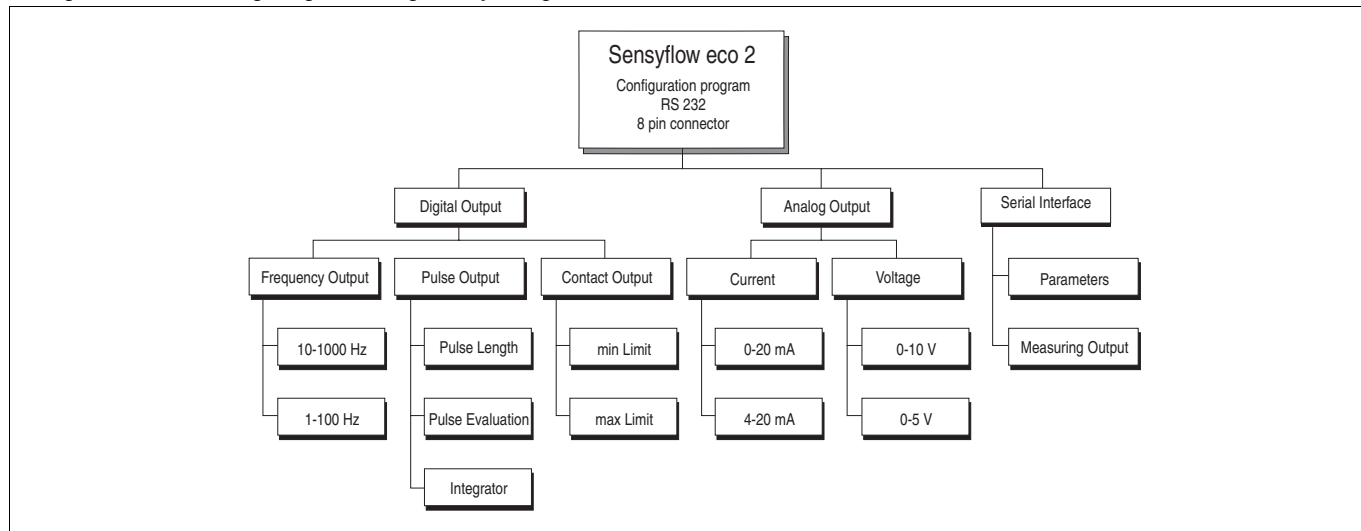 Sensyflow eco 2
Configuration program
RS 232
8 pin connector
Digital Output
Analog Output
Serial Interface
Frequency Output
Pulse Output
Contact Output
Current
Voltage
Parameters
10-1000 Hz
Pulse Length
min Limit
0-20 mA
0-10 V
Measuring Output
1-100 Hz
Pulse Evaluation
max Limit
4-20 mA
0-5 V
Integrator